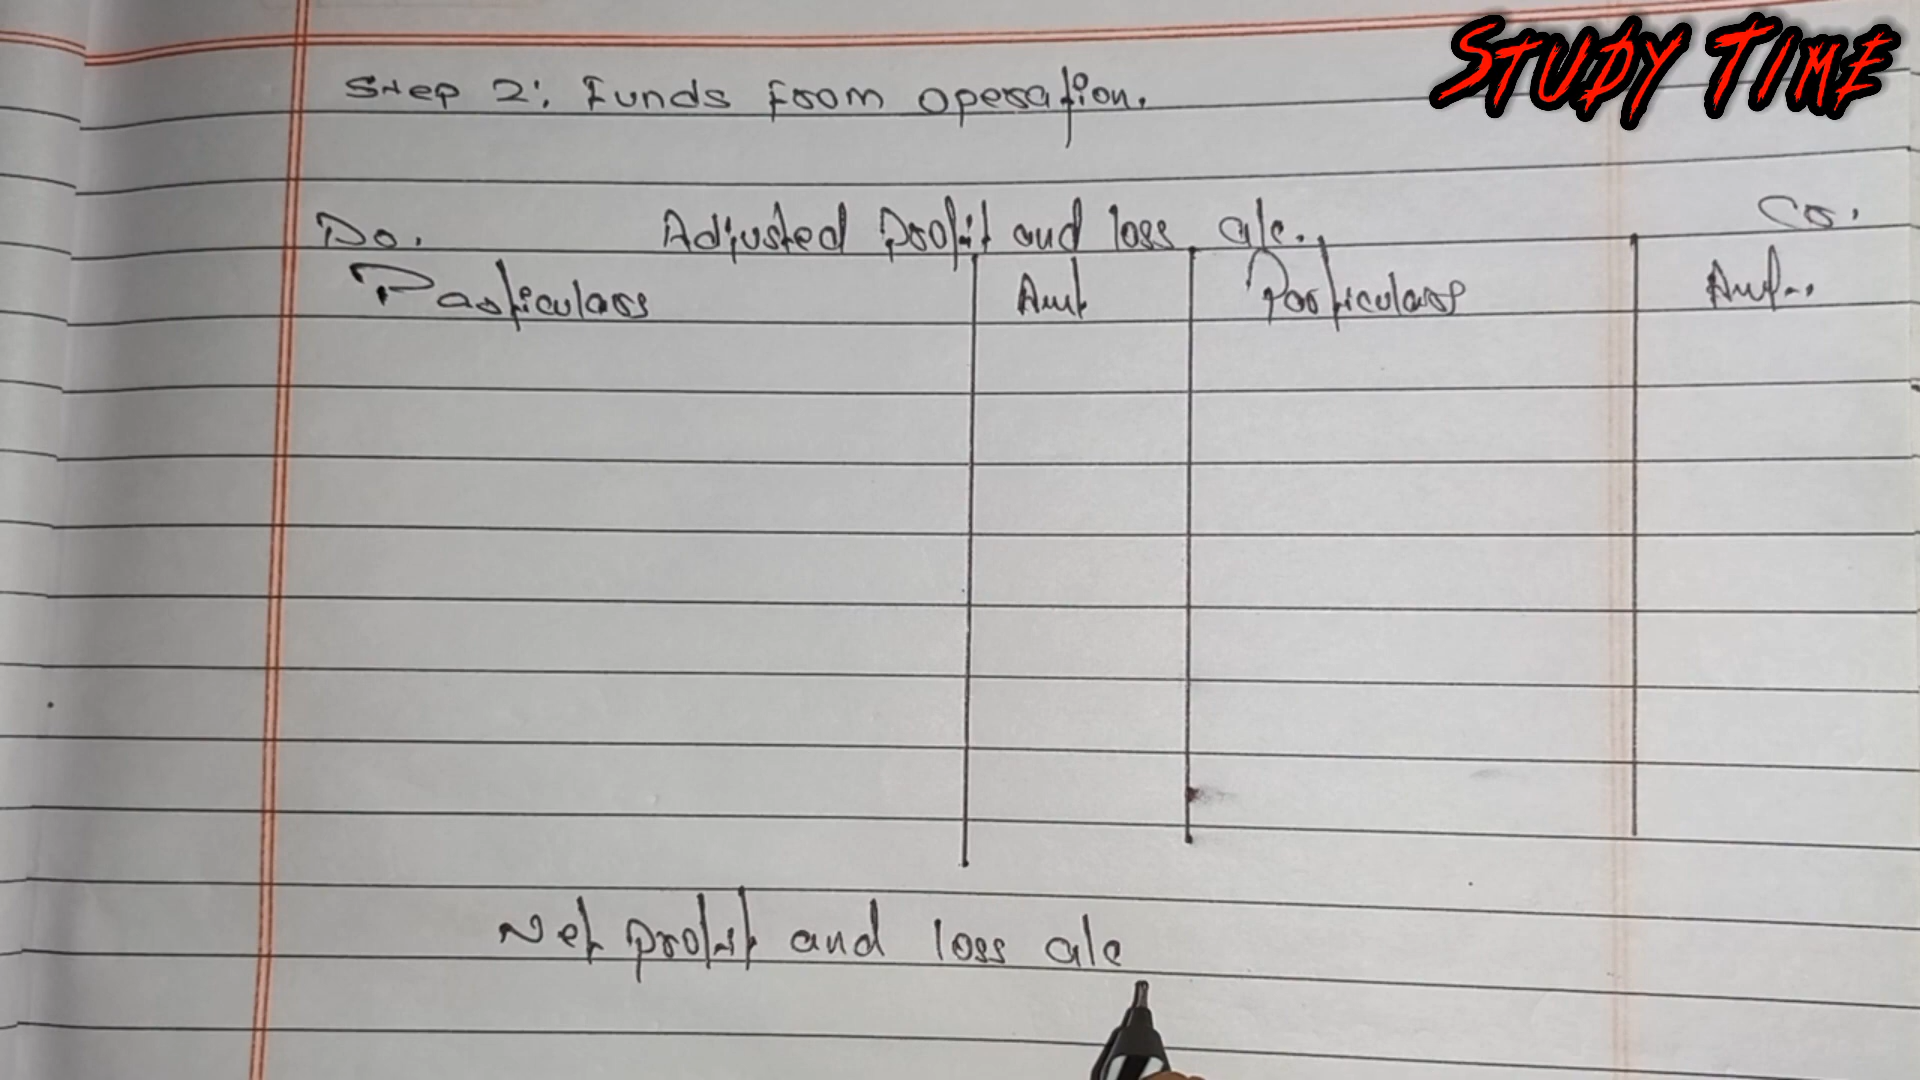 STUDY TIME
Step 2: Funds from operation.
Dr. Adjusted Profit and loss a/c. Cr.
Particulars Amt Particulars Amt.
Net profit and loss a/c